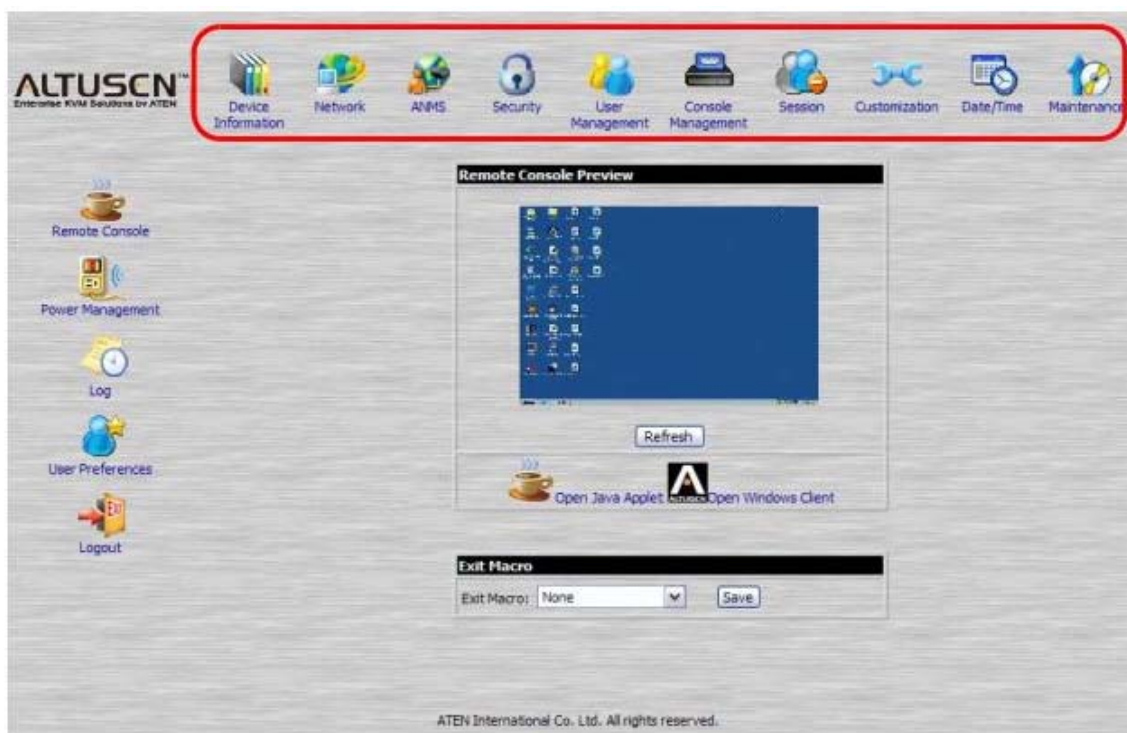 ALTUSCN™
Enterprise KVM Solutions by ATEN
Device Information
Network
ANMS
Security
User Management
Console Management
Session
Customization
Date/Time
Maintenance
Remote Console
Power Management
Log
User Preferences
EXIT
Logout
Remote Console Preview
Refresh
Open Java Applet
ALTUSCN
Open Windows Client
Exit Macro
Exit Macro: None
Save
ATEN International Co. Ltd. All rights reserved.